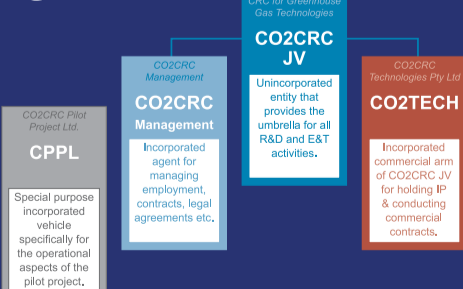 CRC for Greenhouse
Gas Technologies
CO2CRC
JV
Unincorporated
entity that
provides the
umbrella for all
R&D and E&T
activities.
CO2CRC
Management
CO2CRC
Management
Incorporated
agent for
managing
employment,
contracts, legal
agreements etc.
CO2CRC
Technologies Pty Ltd
CO2TECH
Incorporated
commercial arm
of CO2CRC JV
for holding IP
& conducting
commercial
contracts.
CO2CRC Pilot
Project Ltd.
CPPL
Special purpose
incorporated
vehicle
specifically for
the operational
aspects of the
pilot project.